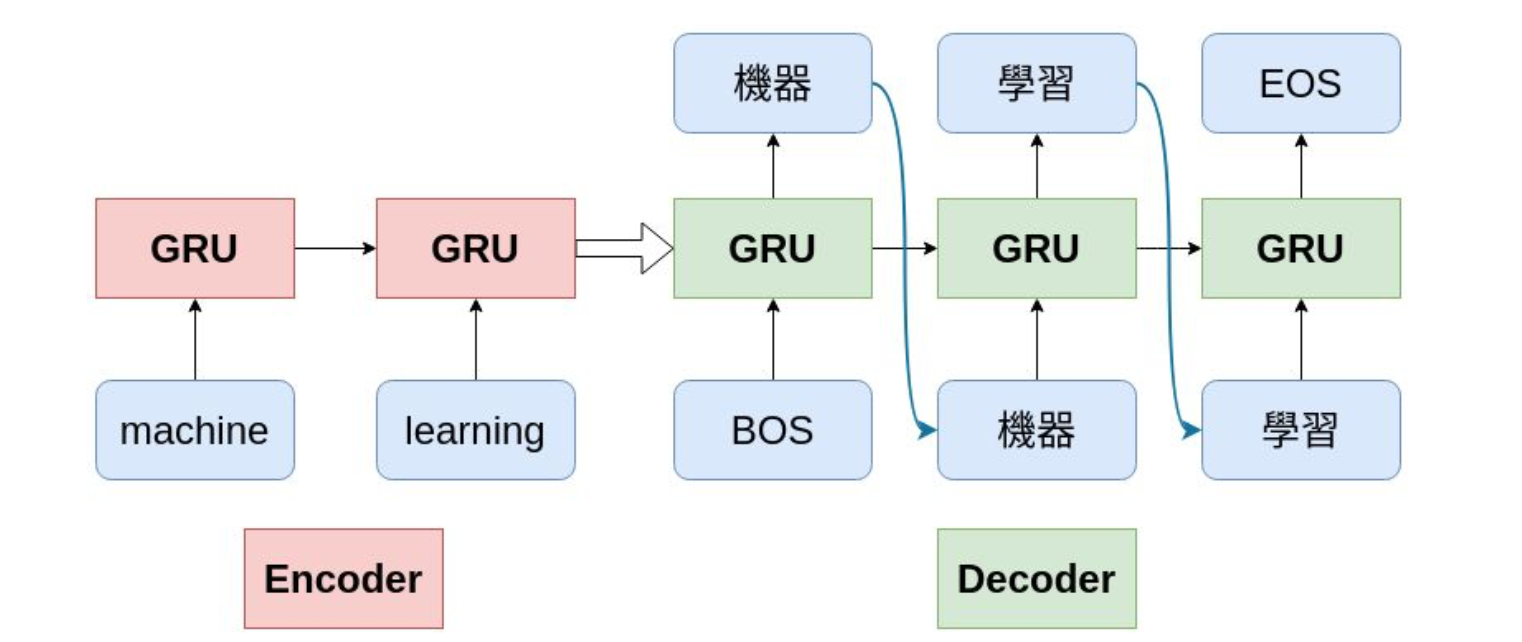 機器
學習
EOS
GRU
GRU
GRU
GRU
GRU
machine
learning
BOS
機器
學習
Encoder
Decoder